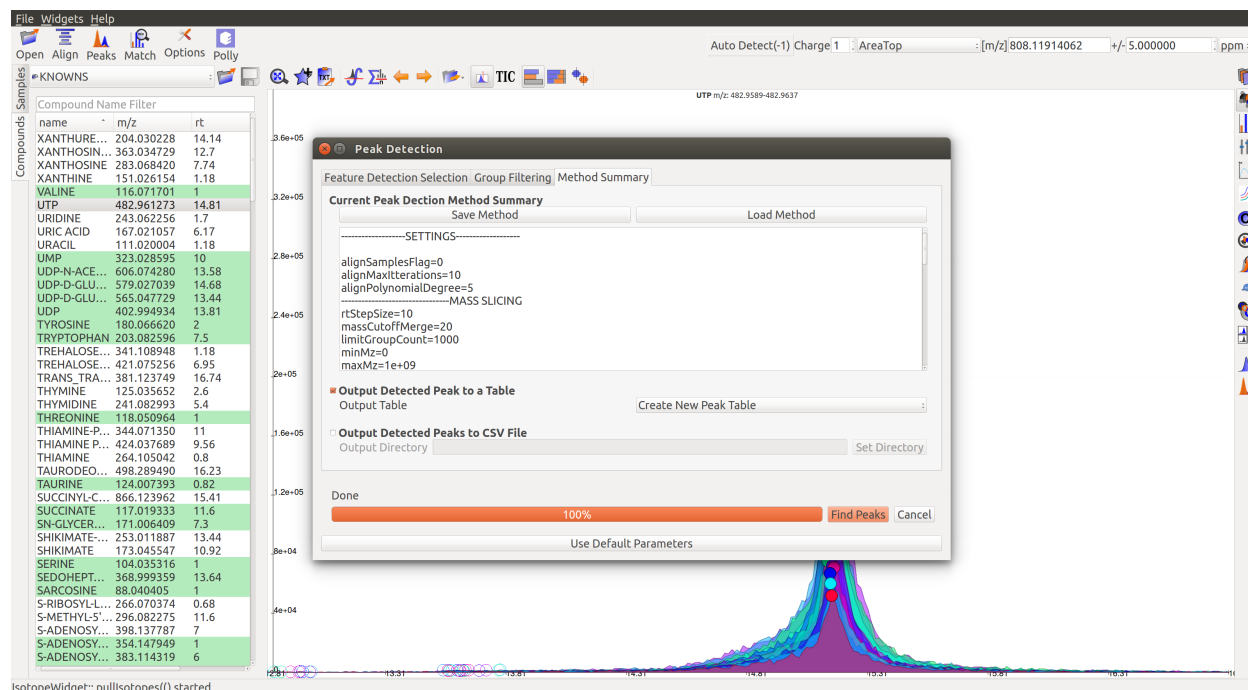 File Widgets Help
Open Align Peaks Match Options Polly
Auto Detect(-1) Charge 1 AreaTop [m/z] 808.11914062 +/- 5.000000 ppm
Samples
Compounds
KNOWNS
TIC
Compound Name Filter
name m/z rt
XANTHURE... 204.030228 14.14
XANTHOSIN... 363.034729 12.7
XANTHOSINE 283.068420 7.74
XANTHINE 151.026154 1.18
VALINE 116.071701 1
UTP 482.961273 14.81
URIDINE 243.062256 1.7
URIC ACID 167.021057 6.17
URACIL 111.020004 1.18
UMP 323.028595 10
UDP-N-ACE... 606.074280 13.58
UDP-D-GLU... 579.027039 14.68
UDP-D-GLU... 565.047729 13.44
UDP 402.994934 13.81
TYROSINE 180.066620 2
TRYPTOPHAN 203.082596 7.5
TREHALOSE... 341.108948 1.18
TREHALOSE... 421.075256 6.95
TRANS_TRA... 381.123749 16.74
THYMINE 125.035652 2.6
THYMIDINE 241.082993 5.4
THREONINE 118.050964 1
THIAMINE-P... 344.071350 11
THIAMINE P... 424.037689 9.56
THIAMINE 264.105042 0.8
TAURODEO... 498.289490 16.23
TAURINE 124.007393 0.82
SUCCINYL-C... 866.123962 15.41
SUCCINATE 117.019333 11.6
SN-GLYCER... 171.006409 7.3
SHIKIMATE-... 253.011887 13.44
SHIKIMATE 173.045547 10.92
SERINE 104.035316 1
SEDOHEPT... 368.999359 13.64
SARCOSINE 88.040405 1
S-RIBOSYL-L... 266.070374 0.68
S-METHYL-5'... 296.082275 11.6
S-ADENOSY... 398.137787 7
S-ADENOSY... 354.147949 1
S-ADENOSY... 383.114319 6
UTP m/z: 482.9589-482.9637
3.6e+05
3.2e+05
2.8e+05
2.4e+05
2e+05
1.6e+05
1.2e+05
8e+04
4e+04
12.81 13.31 13.81 14.31 14.81 15.31 15.81 16.31
Peak Detection
Feature Detection Selection Group Filtering Method Summary
Current Peak Dection Method Summary
Save Method Load Method
-------------------SETTINGS-------------------
alignSamplesFlag=0
alignMaxItterations=10
alignPolynomialDegree=5
--------------------------------MASS SLICING
rtStepSize=10
massCutoffMerge=20
limitGroupCount=1000
minMz=0
maxMz=1e+09
Output Detected Peak to a Table
Output Table Create New Peak Table
Output Detected Peaks to CSV File
Output Directory Set Directory
Done
100% Find Peaks Cancel
Use Default Parameters
IsotopeWidget:: pullIsotopes(() started